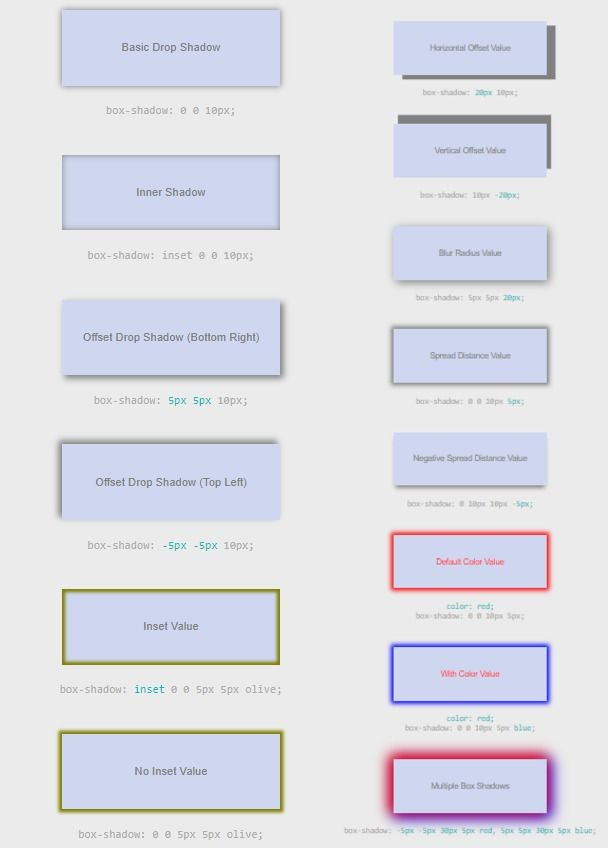 Basic Drop Shadow
box-shadow: 0 0 10px;
Inner Shadow
box-shadow: inset 0 0 10px;
Offset Drop Shadow (Bottom Right)
box-shadow: 5px 5px 10px;
Offset Drop Shadow (Top Left)
box-shadow: -5px -5px 10px;
Inset Value
box-shadow: inset 0 0 5px 5px olive;
No Inset Value
box-shadow: 0 0 5px 5px olive;
Horizontal Offset Value
box-shadow: 20px 10px;
Vertical Offset Value
box-shadow: 10px -20px;
Blur Radius Value
box-shadow: 5px 5px 20px;
Spread Distance Value
box-shadow: 0 0 10px 5px;
Negative Spread Distance Value
box-shadow: 0 10px 10px -5px;
Default Color Value
color: red;
box-shadow: 0 0 10px 5px;
With Color Value
color: red;
box-shadow: 0 0 10px 5px blue;
Multiple Box Shadows
box-shadow: -5px -5px 30px 5px red, 5px 5px 30px 5px blue;